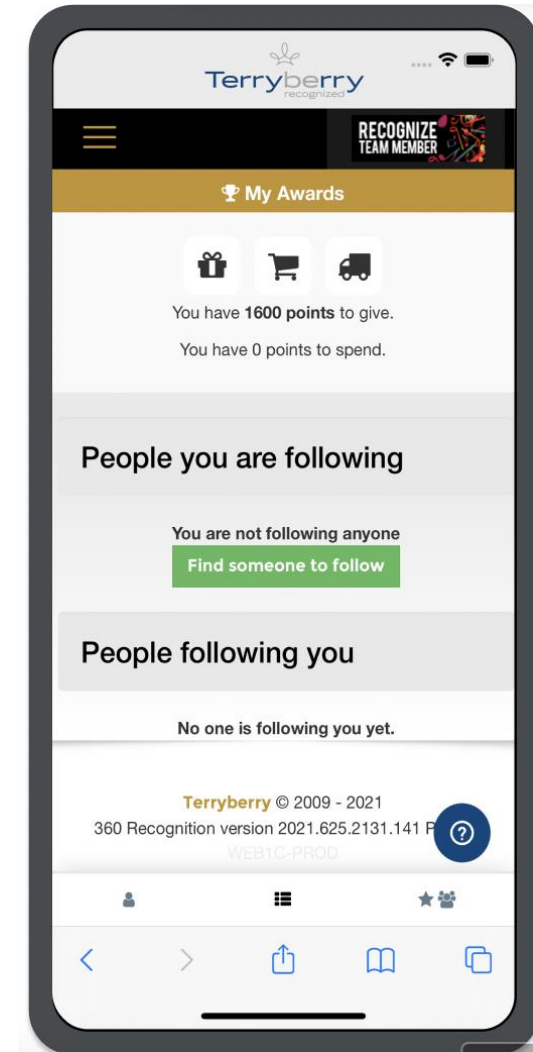 Terryberry
recognized
RECOGNIZE
TEAM MEMBER
My Awards
You have 1600 points to give.
You have 0 points to spend.
People you are following
You are not following anyone
Find someone to follow
People following you
No one is following you yet.
Terryberry © 2009 - 2021
360 Recognition version 2021.625.2131.141 P
WEB1C-PROD